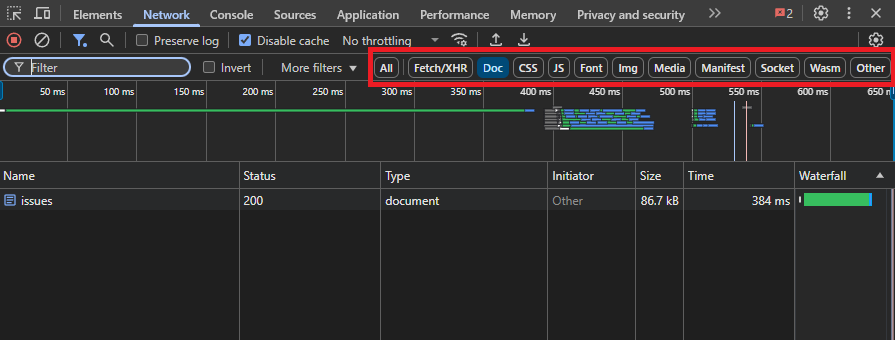 Elements Network Console Sources Application Performance Memory Privacy and security 2
Preserve log Disable cache No throttling
Filter Invert More filters All Fetch/XHR Doc CSS JS Font Img Media Manifest Socket Wasm Other
50 ms 100 ms 150 ms 200 ms 250 ms 300 ms 350 ms 400 ms 450 ms 500 ms 550 ms 600 ms 650 m
Name Status Type Initiator Size Time Waterfall
issues 200 document Other 86.7 kB 384 ms